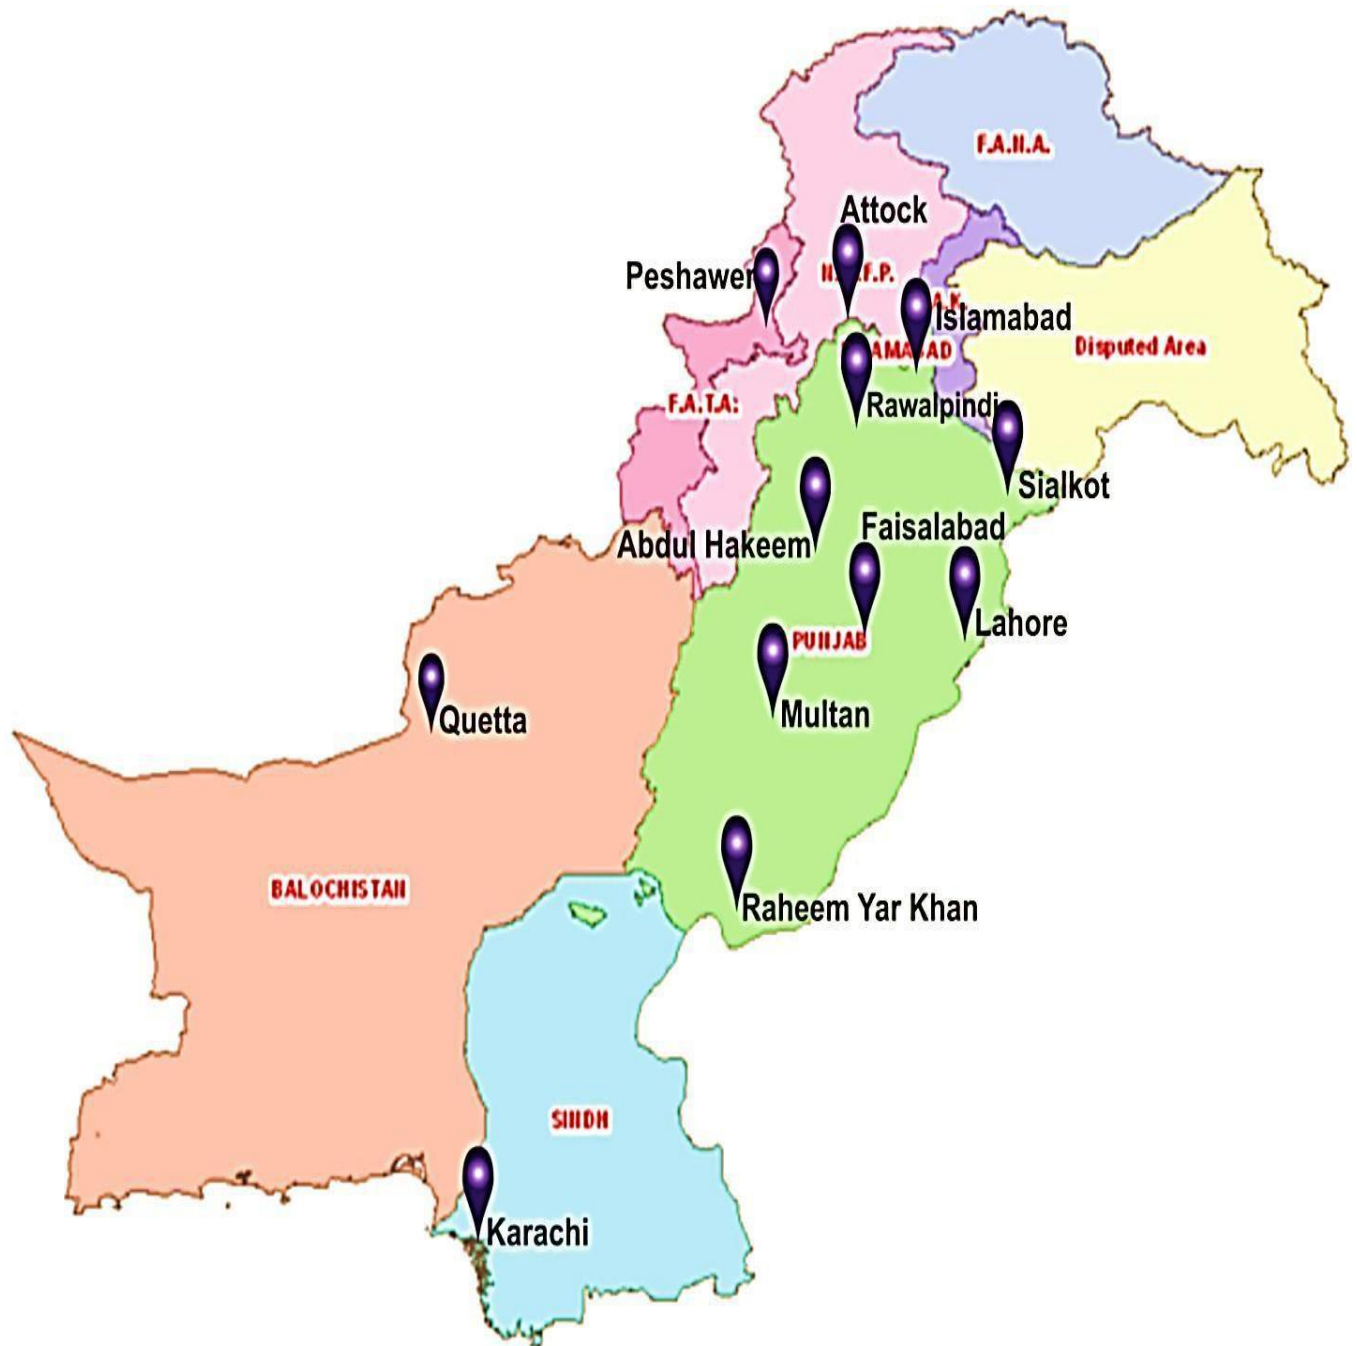 F.A.N.A.
Attock
Peshawer
Islamabad
Disputed Area
Rawalpindi
F.A.T.A:
Sialkot
Faisalabad
Abdul Hakeem
Lahore
PUNJAB
Multan
Quetta
BALOCHISTAN
Raheem Yar Khan
SINDH
Karachi